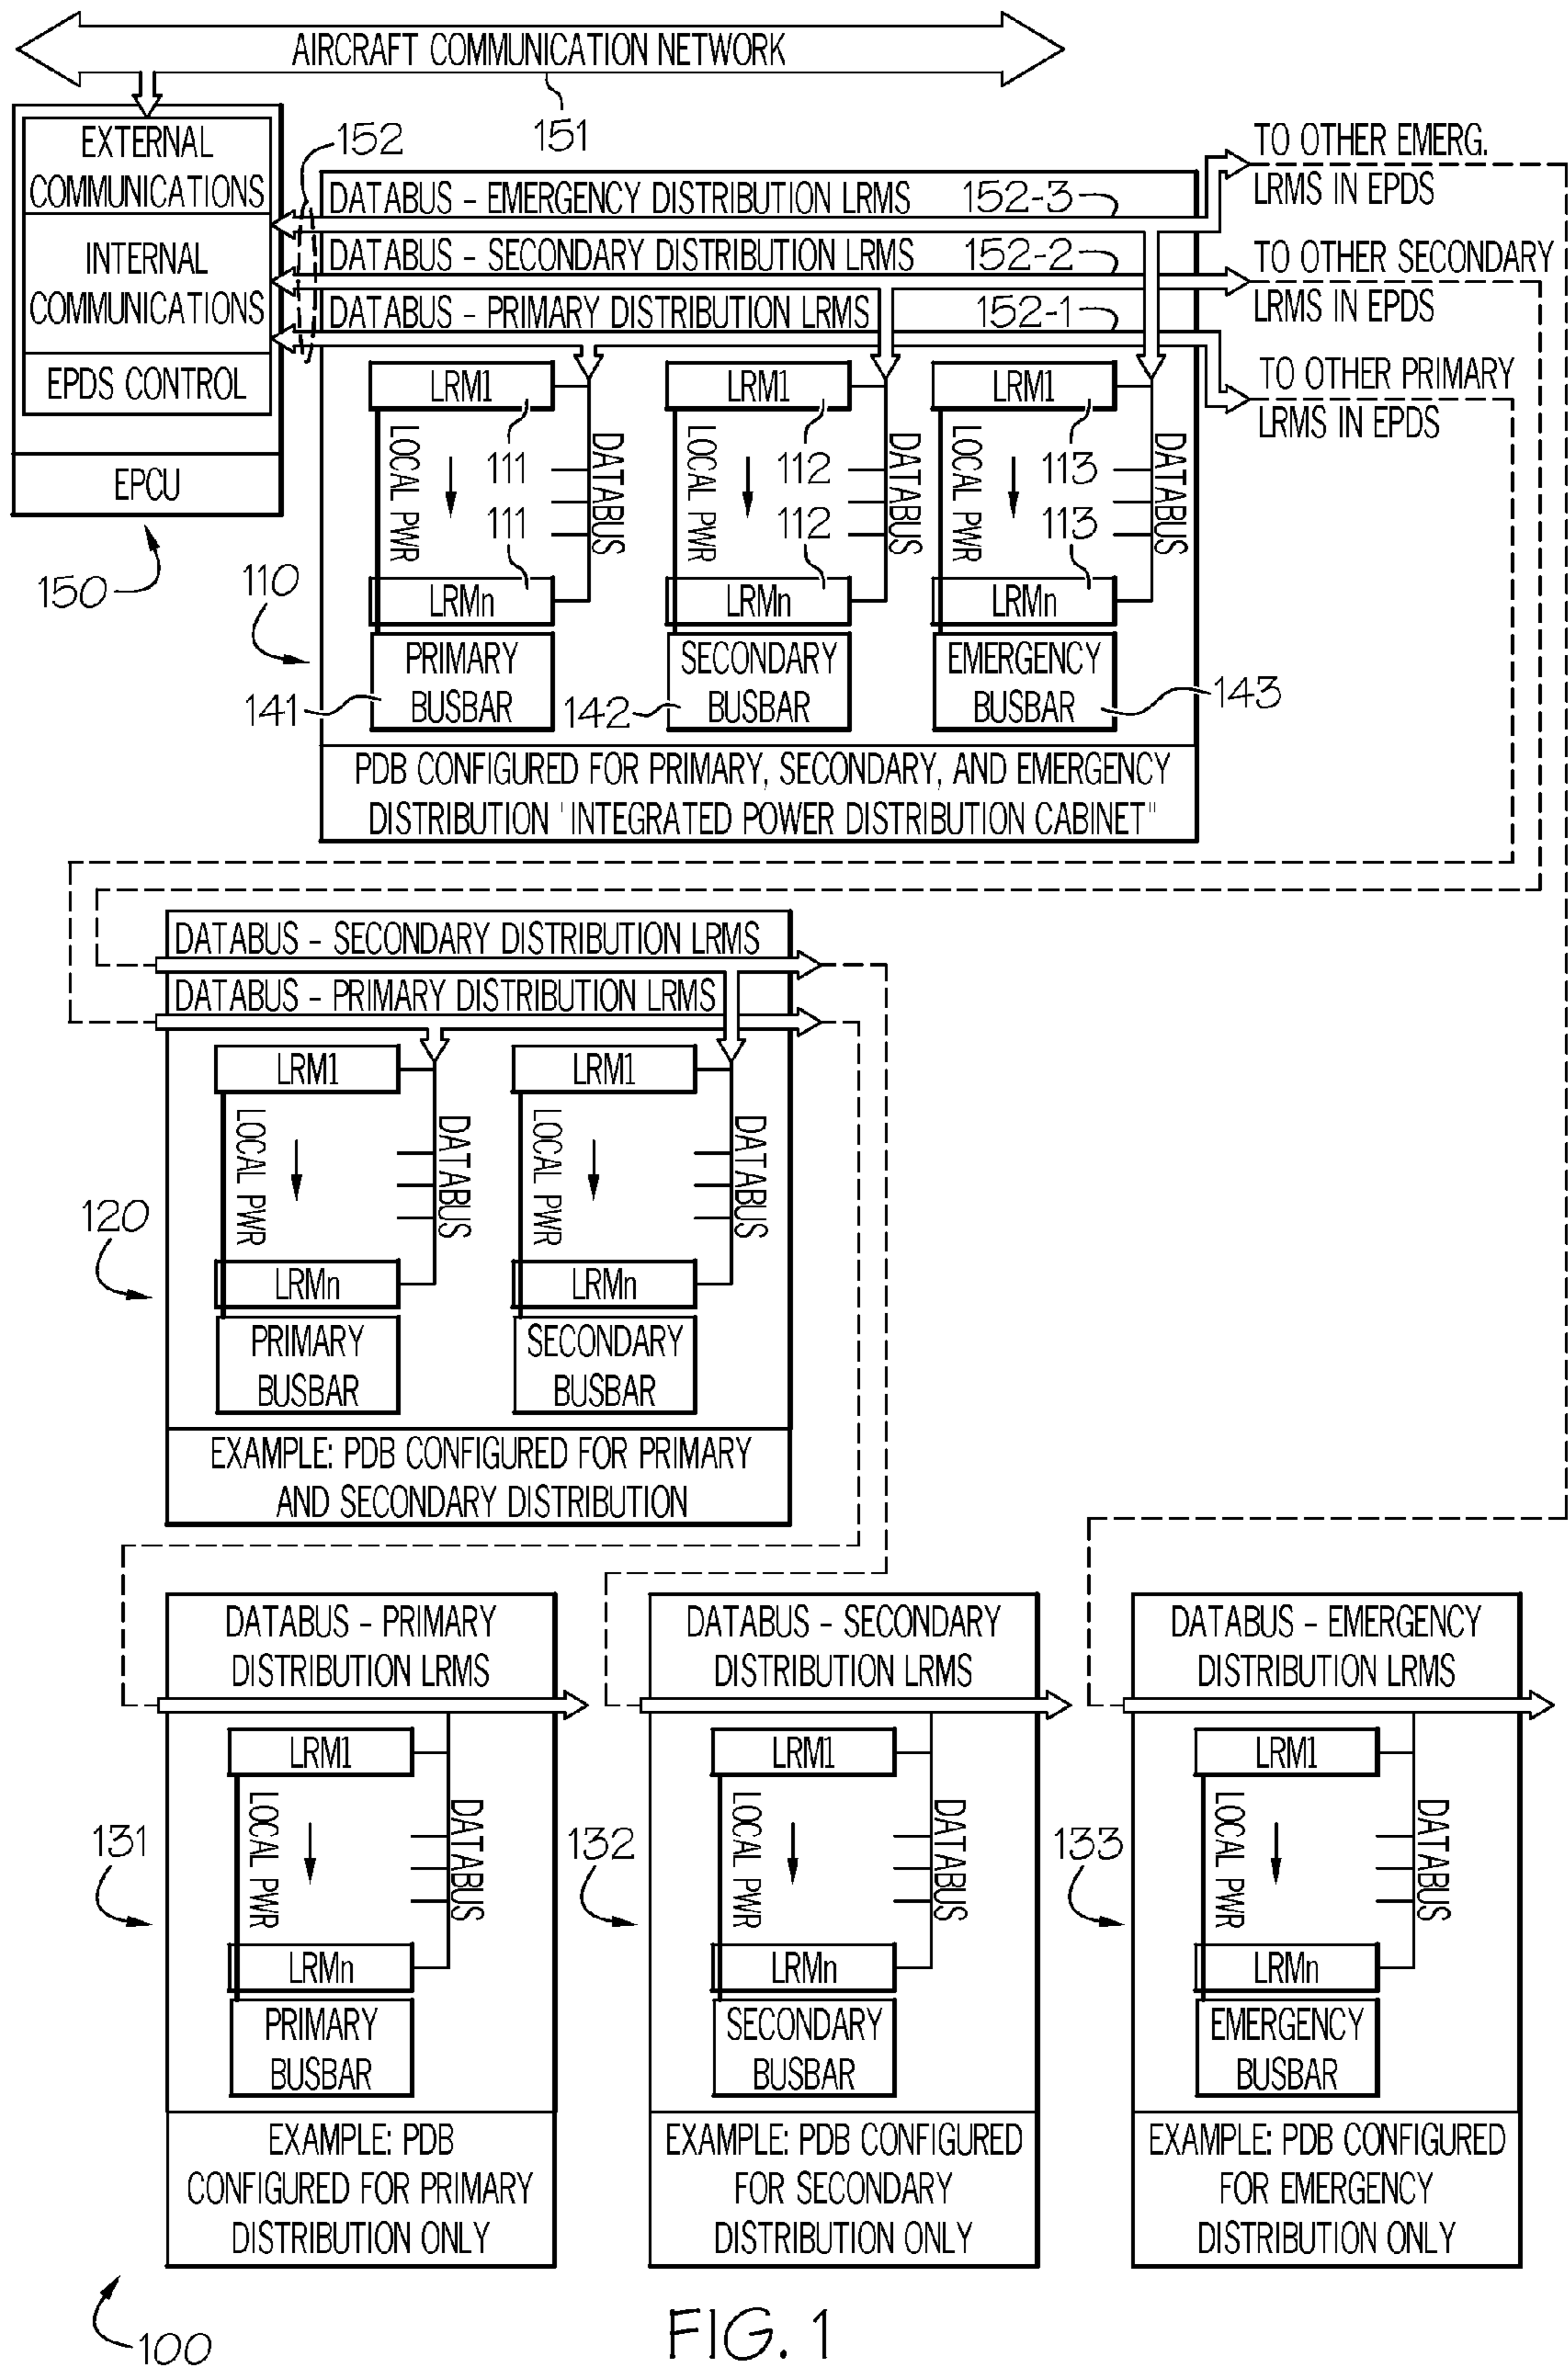 AIRCRAFT COMMUNICATION NETWORK
151
EXTERNAL
COMMUNICATIONS
INTERNAL
COMMUNICATIONS
EPDS CONTROL
EPCU
150
152
DATABUS - EMERGENCY DISTRIBUTION LRMS 152-3
DATABUS - SECONDARY DISTRIBUTION LRMS 152-2
DATABUS - PRIMARY DISTRIBUTION LRMS 152-1
TO OTHER EMERG.
LRMS IN EPDS
TO OTHER SECONDARY
LRMS IN EPDS
TO OTHER PRIMARY
LRMS IN EPDS
110
LRM1
LOCAL PWR
111
111
DATABUS
LRMn
PRIMARY
BUSBAR
141
LRM1
LOCAL PWR
112
112
DATABUS
LRMn
SECONDARY
BUSBAR
142
LRM1
LOCAL PWR
113
113
DATABUS
LRMn
EMERGENCY
BUSBAR
143
PDB CONFIGURED FOR PRIMARY, SECONDARY, AND EMERGENCY
DISTRIBUTION 'INTEGRATED POWER DISTRIBUTION CABINET"
DATABUS - SECONDARY DISTRIBUTION LRMS
DATABUS - PRIMARY DISTRIBUTION LRMS
120
LRM1
LOCAL PWR
DATABUS
LRMn
PRIMARY
BUSBAR
LRM1
LOCAL PWR
DATABUS
LRMn
SECONDARY
BUSBAR
EXAMPLE: PDB CONFIGURED FOR PRIMARY
AND SECONDARY DISTRIBUTION
DATABUS - PRIMARY
DISTRIBUTION LRMS
131
LRM1
LOCAL PWR
DATABUS
LRMn
PRIMARY
BUSBAR
EXAMPLE: PDB
CONFIGURED FOR PRIMARY
DISTRIBUTION ONLY
DATABUS - SECONDARY
DISTRIBUTION LRMS
132
LRM1
LOCAL PWR
DATABUS
LRMn
SECONDARY
BUSBAR
EXAMPLE: PDB CONFIGURED
FOR SECONDARY
DISTRIBUTION ONLY
DATABUS - EMERGENCY
DISTRIBUTION LRMS
133
LRM1
LOCAL PWR
DATABUS
LRMn
EMERGENCY
BUSBAR
EXAMPLE: PDB CONFIGURED
FOR EMERGENCY
DISTRIBUTION ONLY
100
FIG. 1